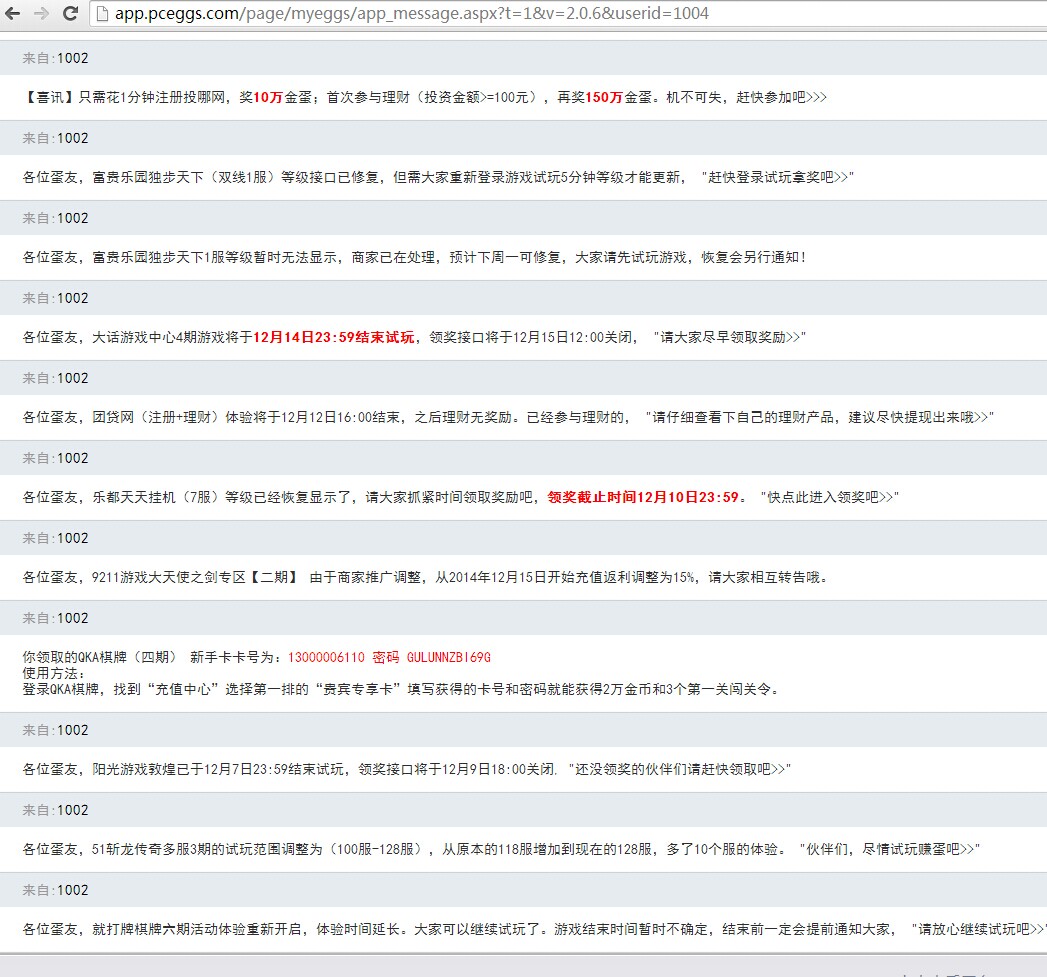 app.pceggs.com/page/myeggs/app_message.aspx?t=1&v=2.0.6&userid=1004
来自:1002
【喜讯】只需花1分钟注册投哪网，奖10万金蛋；首次参与理财（投资金额>=100元），再奖150万金蛋。机不可失，赶快参加吧>>>
来自:1002
各位蛋友，富贵乐园独步天下（双线1服）等级接口已修复，但需大家重新登录游戏试玩5分钟等级才能更新， "赶快登录试玩拿奖吧>>"
来自:1002
各位蛋友，富贵乐园独步天下1服等级暂时无法显示，商家已在处理，预计下周一可修复，大家请先试玩游戏，恢复会另行通知！
来自:1002
各位蛋友，大话游戏中心4期游戏将于12月14日23:59结束试玩，领奖接口将于12月15日12:00关闭， "请大家尽早领取奖励>>"
来自:1002
各位蛋友，团贷网（注册+理财）体验将于12月12日16:00结束，之后理财无奖励。已经参与理财的， "请仔细查看下自己的理财产品，建议尽快提现出来哦>>"
来自:1002
各位蛋友，乐都天天挂机（7服）等级已经恢复显示了，请大家抓紧时间领取奖励吧，领奖截止时间12月10日23:59。 "快点此进入领奖吧>>"
来自:1002
各位蛋友，9211游戏大天使之剑专区【二期】 由于商家推广调整，从2014年12月15日开始充值返利调整为15%，请大家相互转告哦。
来自:1002
你领取的QKA棋牌（四期） 新手卡卡号为：13000006110 密码 GULUNNZBI69G
使用方法：
登录QKA棋牌，找到“充值中心”选择第一排的“贵宾专享卡”填写获得的卡号和密码就能获得2万金币和3个第一关闯关令。
来自:1002
各位蛋友，阳光游戏敦煌已于12月7日23:59结束试玩，领奖接口将于12月9日18:00关闭. "还没领奖的伙伴们请赶快领取吧>>"
来自:1002
各位蛋友，51斩龙传奇多服3期的试玩范围调整为（100服-128服），从原本的118服增加到现在的128服，多了10个服的体验。 "伙伴们，尽情试玩赚蛋吧>>"
来自:1002
各位蛋友，就打牌棋牌六期活动体验重新开启，体验时间延长。大家可以继续试玩了。游戏结束时间暂时不确定，结束前一定会提前通知大家， "请放心继续试玩吧>>"